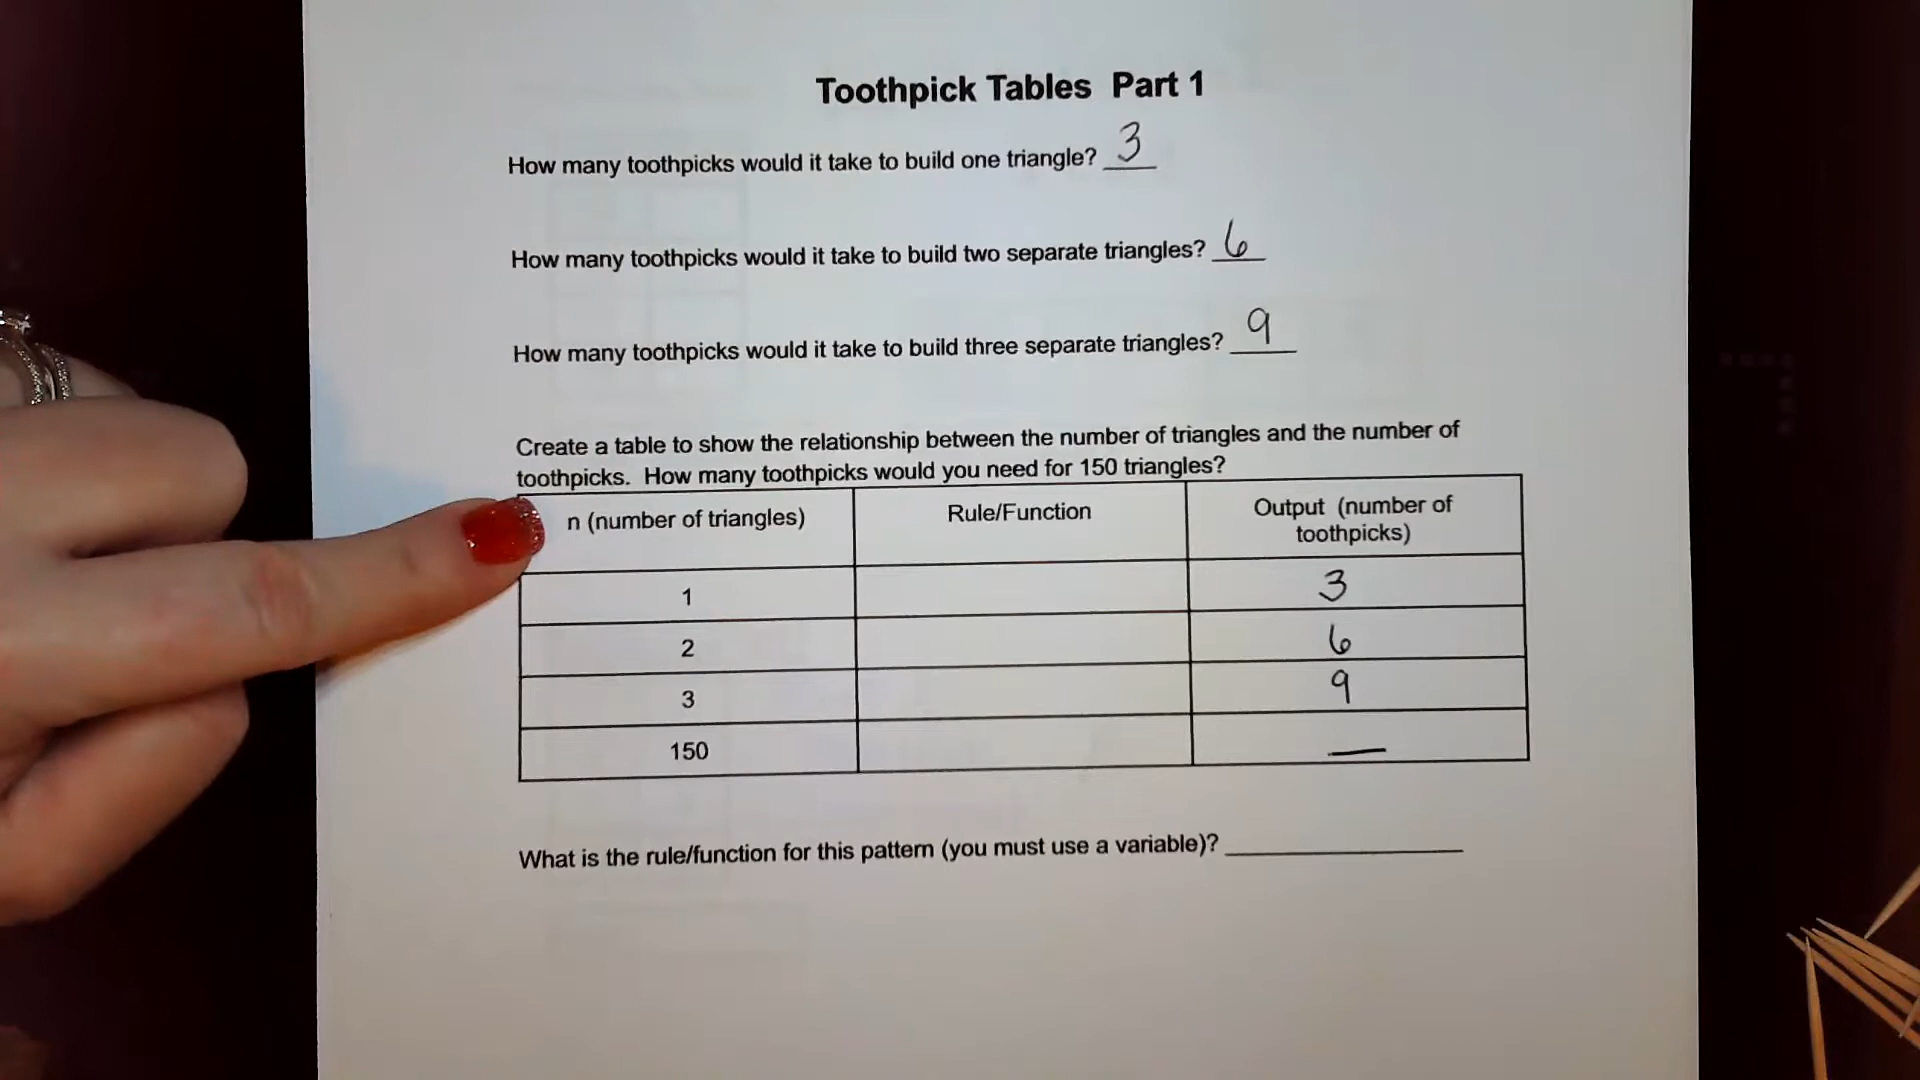 Toothpick Tables Part 1
How many toothpicks would it take to build one triangle? 3
How many toothpicks would it take to build two separate triangles? 6
How many toothpicks would it take to build three separate triangles? 9
Create a table to show the relationship between the number of triangles and the number of
toothpicks. How many toothpicks would you need for 150 triangles?
n (number of triangles) Rule/Function Output (number of
toothpicks)
1 3
2 6
3 9
150
What is the rule/function for this pattern (you must use a variable)?